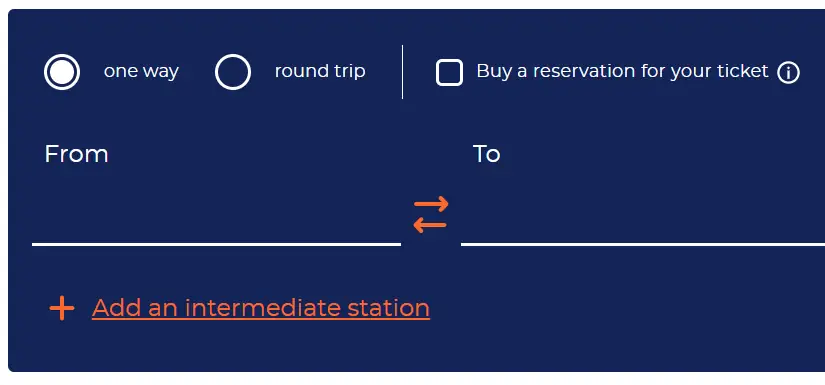 one way round trip Buy a reservation for your ticket
From To
Add an intermediate station